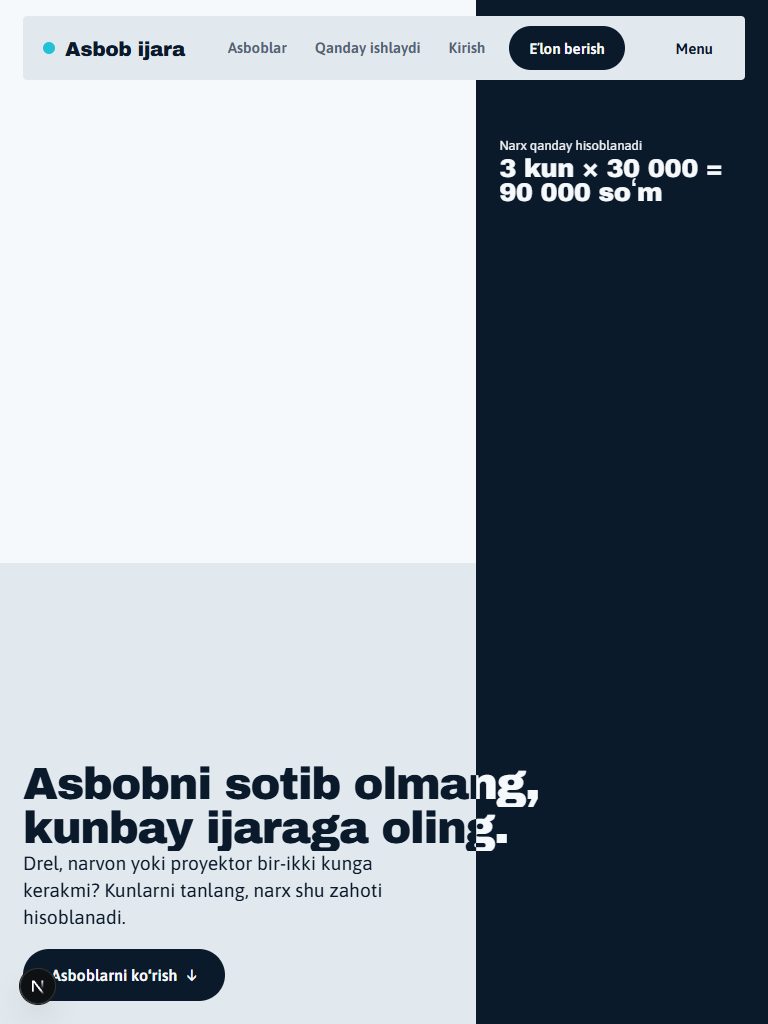 Asbob ijara
Asboblar
Qanday ishlaydi
Kirish
Eʼlon berish
Menu
Narx qanday hisoblanadi
3 kun × 30 000 =
90 000 soʻm
Asbobni sotib olmang,
kunbay ijaraga oling.
Drel, narvon yoki proyektor bir-ikki kunga
kerakmi? Kunlarni tanlang, narx shu zahoti
hisoblanadi.
Asboblarni koʻrish ↓
N